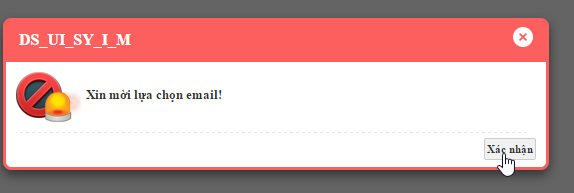 DS_UI_SY_I_M
Xin mời lựa chọn email!
Xác nhận